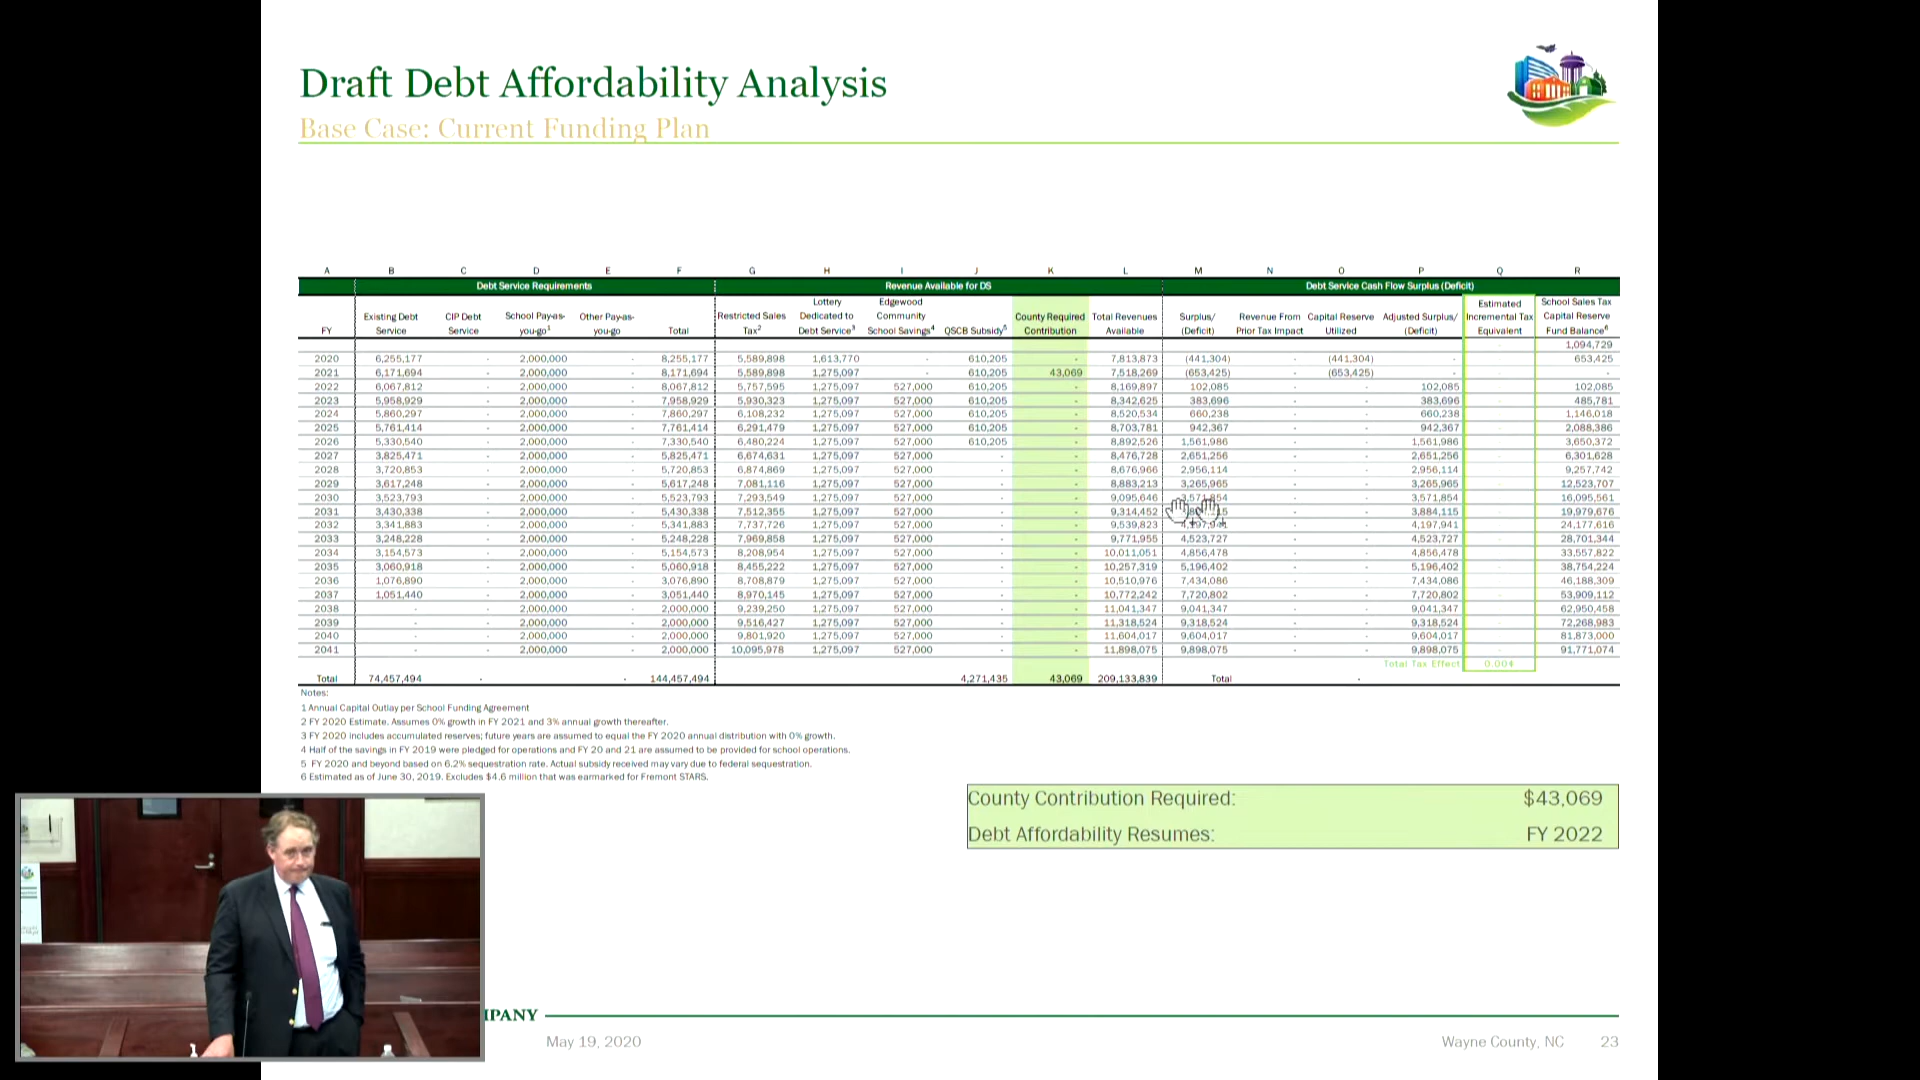 Draft Debt Affordability Analysis
Base Case: Current Funding Plan
A B C D E F G H I J K L M N O P Q R
Debt Service Requirements Revenue Available for DS Debt Service Cash Flow Surplus (Deficit)
FY Existing Debt Service CIP Debt Service School Pay-as-you-go1 Other Pay-as-you-go Total Restricted Sales Tax2 Lottery Dedicated to Debt Service3 Edgewood Community School Savings4 QSCB Subsidy5 County Required Contribution Total Revenues Available Surplus/ (Deficit) Revenue From Prior Tax Impact Capital Reserve Utilized Adjusted Surplus/ (Deficit) Estimated Incremental Tax Equivalent School Sales Tax Capital Reserve Fund Balance6
- 1,094,729
2020 6,255,177 - 2,000,000 - 8,255,177 5,589,898 1,613,770 - 610,205 - 7,813,873 (441,304) - (441,304) - - 653,425
2021 6,171,694 - 2,000,000 - 8,171,694 5,589,898 1,275,097 - 610,205 43,069 7,518,269 (653,425) - (653,425) - - -
2022 6,067,812 - 2,000,000 - 8,067,812 5,757,595 1,275,097 527,000 610,205 - 8,169,897 102,085 - - 102,085 - 102,085
2023 5,958,929 - 2,000,000 - 7,958,929 5,930,323 1,275,097 527,000 610,205 - 8,342,625 383,696 - - 383,696 - 485,781
2024 5,860,297 - 2,000,000 - 7,860,297 6,108,232 1,275,097 527,000 610,205 - 8,520,534 660,238 - - 660,238 - 1,146,018
2025 5,761,414 - 2,000,000 - 7,761,414 6,291,479 1,275,097 527,000 610,205 - 8,703,781 942,367 - - 942,367 - 2,088,386
2026 5,330,540 - 2,000,000 - 7,330,540 6,480,224 1,275,097 527,000 610,205 - 8,892,526 1,561,986 - - 1,561,986 - 3,650,372
2027 3,825,471 - 2,000,000 - 5,825,471 6,674,631 1,275,097 527,000 - - 8,476,728 2,651,256 - - 2,651,256 - 6,301,628
2028 3,720,853 - 2,000,000 - 5,720,853 6,874,869 1,275,097 527,000 - - 8,676,966 2,956,114 - - 2,956,114 - 9,257,742
2029 3,617,248 - 2,000,000 - 5,617,248 7,081,116 1,275,097 527,000 - - 8,883,213 3,265,965 - - 3,265,965 - 12,523,707
2030 3,523,793 - 2,000,000 - 5,523,793 7,293,549 1,275,097 527,000 - - 9,095,646 3,571,854 - - 3,571,854 - 16,095,561
2031 3,430,338 - 2,000,000 - 5,430,338 7,512,355 1,275,097 527,000 - - 9,314,452 - - 3,884,115 - 19,979,676
2032 3,341,883 - 2,000,000 - 5,341,883 7,737,726 1,275,097 527,000 - - 9,539,823 4,197,941 - - 4,197,941 - 24,177,616
2033 3,248,228 - 2,000,000 - 5,248,228 7,969,858 1,275,097 527,000 - - 9,771,955 4,523,727 - - 4,523,727 - 28,701,344
2034 3,154,573 - 2,000,000 - 5,154,573 8,208,954 1,275,097 527,000 - - 10,011,051 4,856,478 - - 4,856,478 - 33,557,822
2035 3,060,918 - 2,000,000 - 5,060,918 8,455,222 1,275,097 527,000 - - 10,257,319 5,196,402 - - 5,196,402 - 38,754,224
2036 1,076,890 - 2,000,000 - 3,076,890 8,708,879 1,275,097 527,000 - - 10,510,976 7,434,086 - - 7,434,086 - 46,188,309
2037 1,051,440 - 2,000,000 - 3,051,440 8,970,145 1,275,097 527,000 - - 10,772,242 7,720,802 - - 7,720,802 - 53,909,112
2038 - - 2,000,000 - 2,000,000 9,239,250 1,275,097 527,000 - - 11,041,347 9,041,347 - - 9,041,347 - 62,950,458
2039 - - 2,000,000 - 2,000,000 9,516,427 1,275,097 527,000 - - 11,318,524 9,318,524 - - 9,318,524 - 72,268,983
2040 - - 2,000,000 - 2,000,000 9,801,920 1,275,097 527,000 - - 11,604,017 9,604,017 - - 9,604,017 - 81,873,000
2041 - - 2,000,000 - 2,000,000 10,095,978 1,275,097 527,000 - - 11,898,075 9,898,075 - - 9,898,075 - 91,771,074
Total Tax Effect 0.00¢
Total 74,457,494 - - 144,457,494 4,271,435 43,069 209,133,839 Total -
Notes:
1 Annual Capital Outlay per School Funding Agreement
2 FY 2020 Estimate. Assumes 0% growth in FY 2021 and 3% annual growth thereafter.
3 FY 2020 includes accumulated reserves; future years are assumed to equal the FY 2020 annual distribution with 0% growth.
4 Half of the savings in FY 2019 were pledged for operations and FY 20 and 21 are assumed to be provided for school operations.
5 FY 2020 and beyond based on 6.2% sequestration rate. Actual subsidy received may vary due to federal sequestration.
6 Estimated as of June 30, 2019. Excludes $4.6 million that was earmarked for Fremont STARS.
County Contribution Required: $43,069
Debt Affordability Resumes: FY 2022
MPANY
May 19, 2020 Wayne County, NC 23